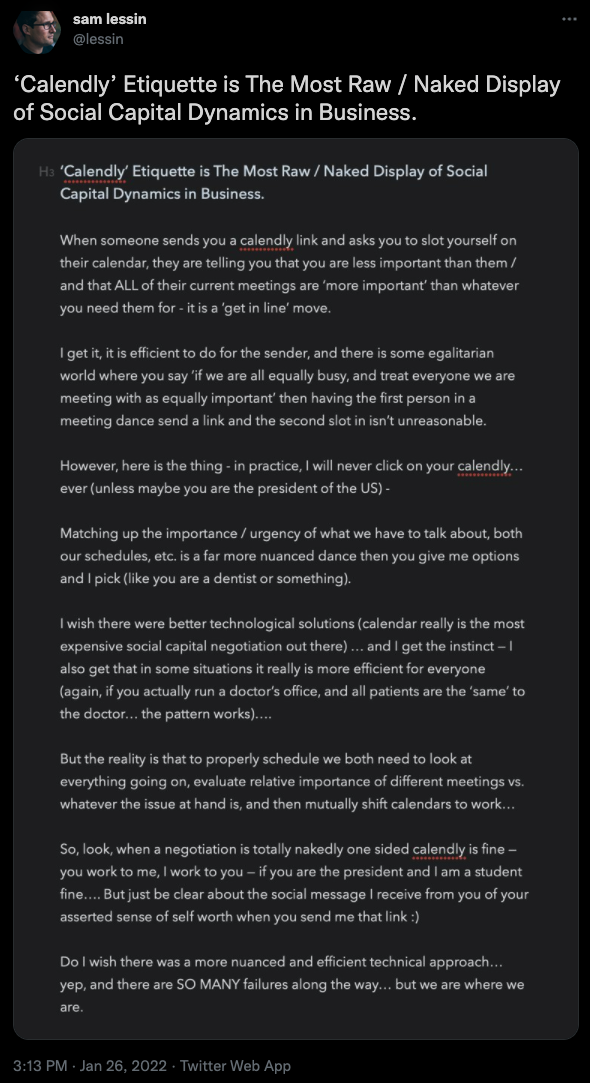 sam lessin
@lessin
‘Calendly’ Etiquette is The Most Raw / Naked Display
of Social Capital Dynamics in Business.
H3 ‘Calendly’ Etiquette is The Most Raw / Naked Display of Social
Capital Dynamics in Business.
When someone sends you a calendly link and asks you to slot yourself on
their calendar, they are telling you that you are less important than them /
and that ALL of their current meetings are ‘more important’ than whatever
you need them for - it is a ‘get in line’ move.
I get it, it is efficient to do for the sender, and there is some egalitarian
world where you say ‘if we are all equally busy, and treat everyone we are
meeting with as equally important’ then having the first person in a
meeting dance send a link and the second slot in isn’t unreasonable.
However, here is the thing - in practice, I will never click on your calendly…
ever (unless maybe you are the president of the US) -
Matching up the importance / urgency of what we have to talk about, both
our schedules, etc. is a far more nuanced dance then you give me options
and I pick (like you are a dentist or something).
I wish there were better technological solutions (calendar really is the most
expensive social capital negotiation out there) … and I get the instinct – I
also get that in some situations it really is more efficient for everyone
(again, if you actually run a doctor’s office, and all patients are the ‘same’ to
the doctor… the pattern works)….
But the reality is that to properly schedule we both need to look at
everything going on, evaluate relative importance of different meetings vs.
whatever the issue at hand is, and then mutually shift calendars to work…
So, look, when a negotiation is totally nakedly one sided calendly is fine –
you work to me, I work to you – if you are the president and I am a student
fine…. But just be clear about the social message I receive from you of your
asserted sense of self worth when you send me that link :)
Do I wish there was a more nuanced and efficient technical approach…
yep, and there are SO MANY failures along the way… but we are where we
are.
3:13 PM · Jan 26, 2022 · Twitter Web App